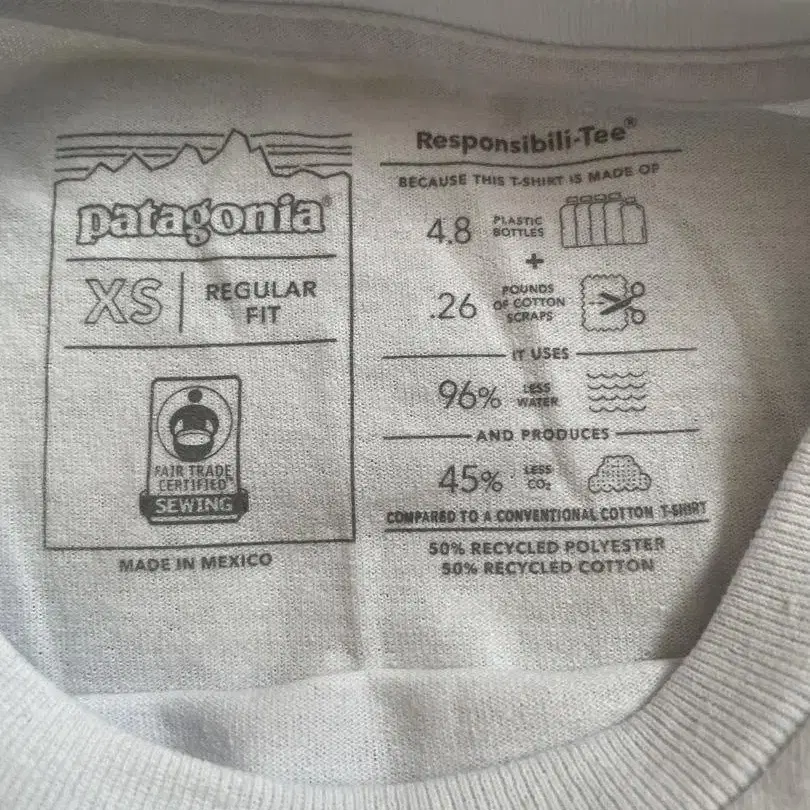 patagonia®
XS
REGULAR
FIT
FAIR TRADE
CERTIFIED™
SEWING
MADE IN MEXICO
Responsibili-Tee®
BECAUSE THIS T-SHIRT IS MADE OF
4.8
PLASTIC
BOTTLES
+
.26
POUNDS
OF COTTON
SCRAPS
IT USES
96%
LESS
WATER
AND PRODUCES
45%
LESS
CO₂
COMPARED TO A CONVENTIONAL COTTON T-SHIRT
50% RECYCLED POLYESTER
50% RECYCLED COTTON